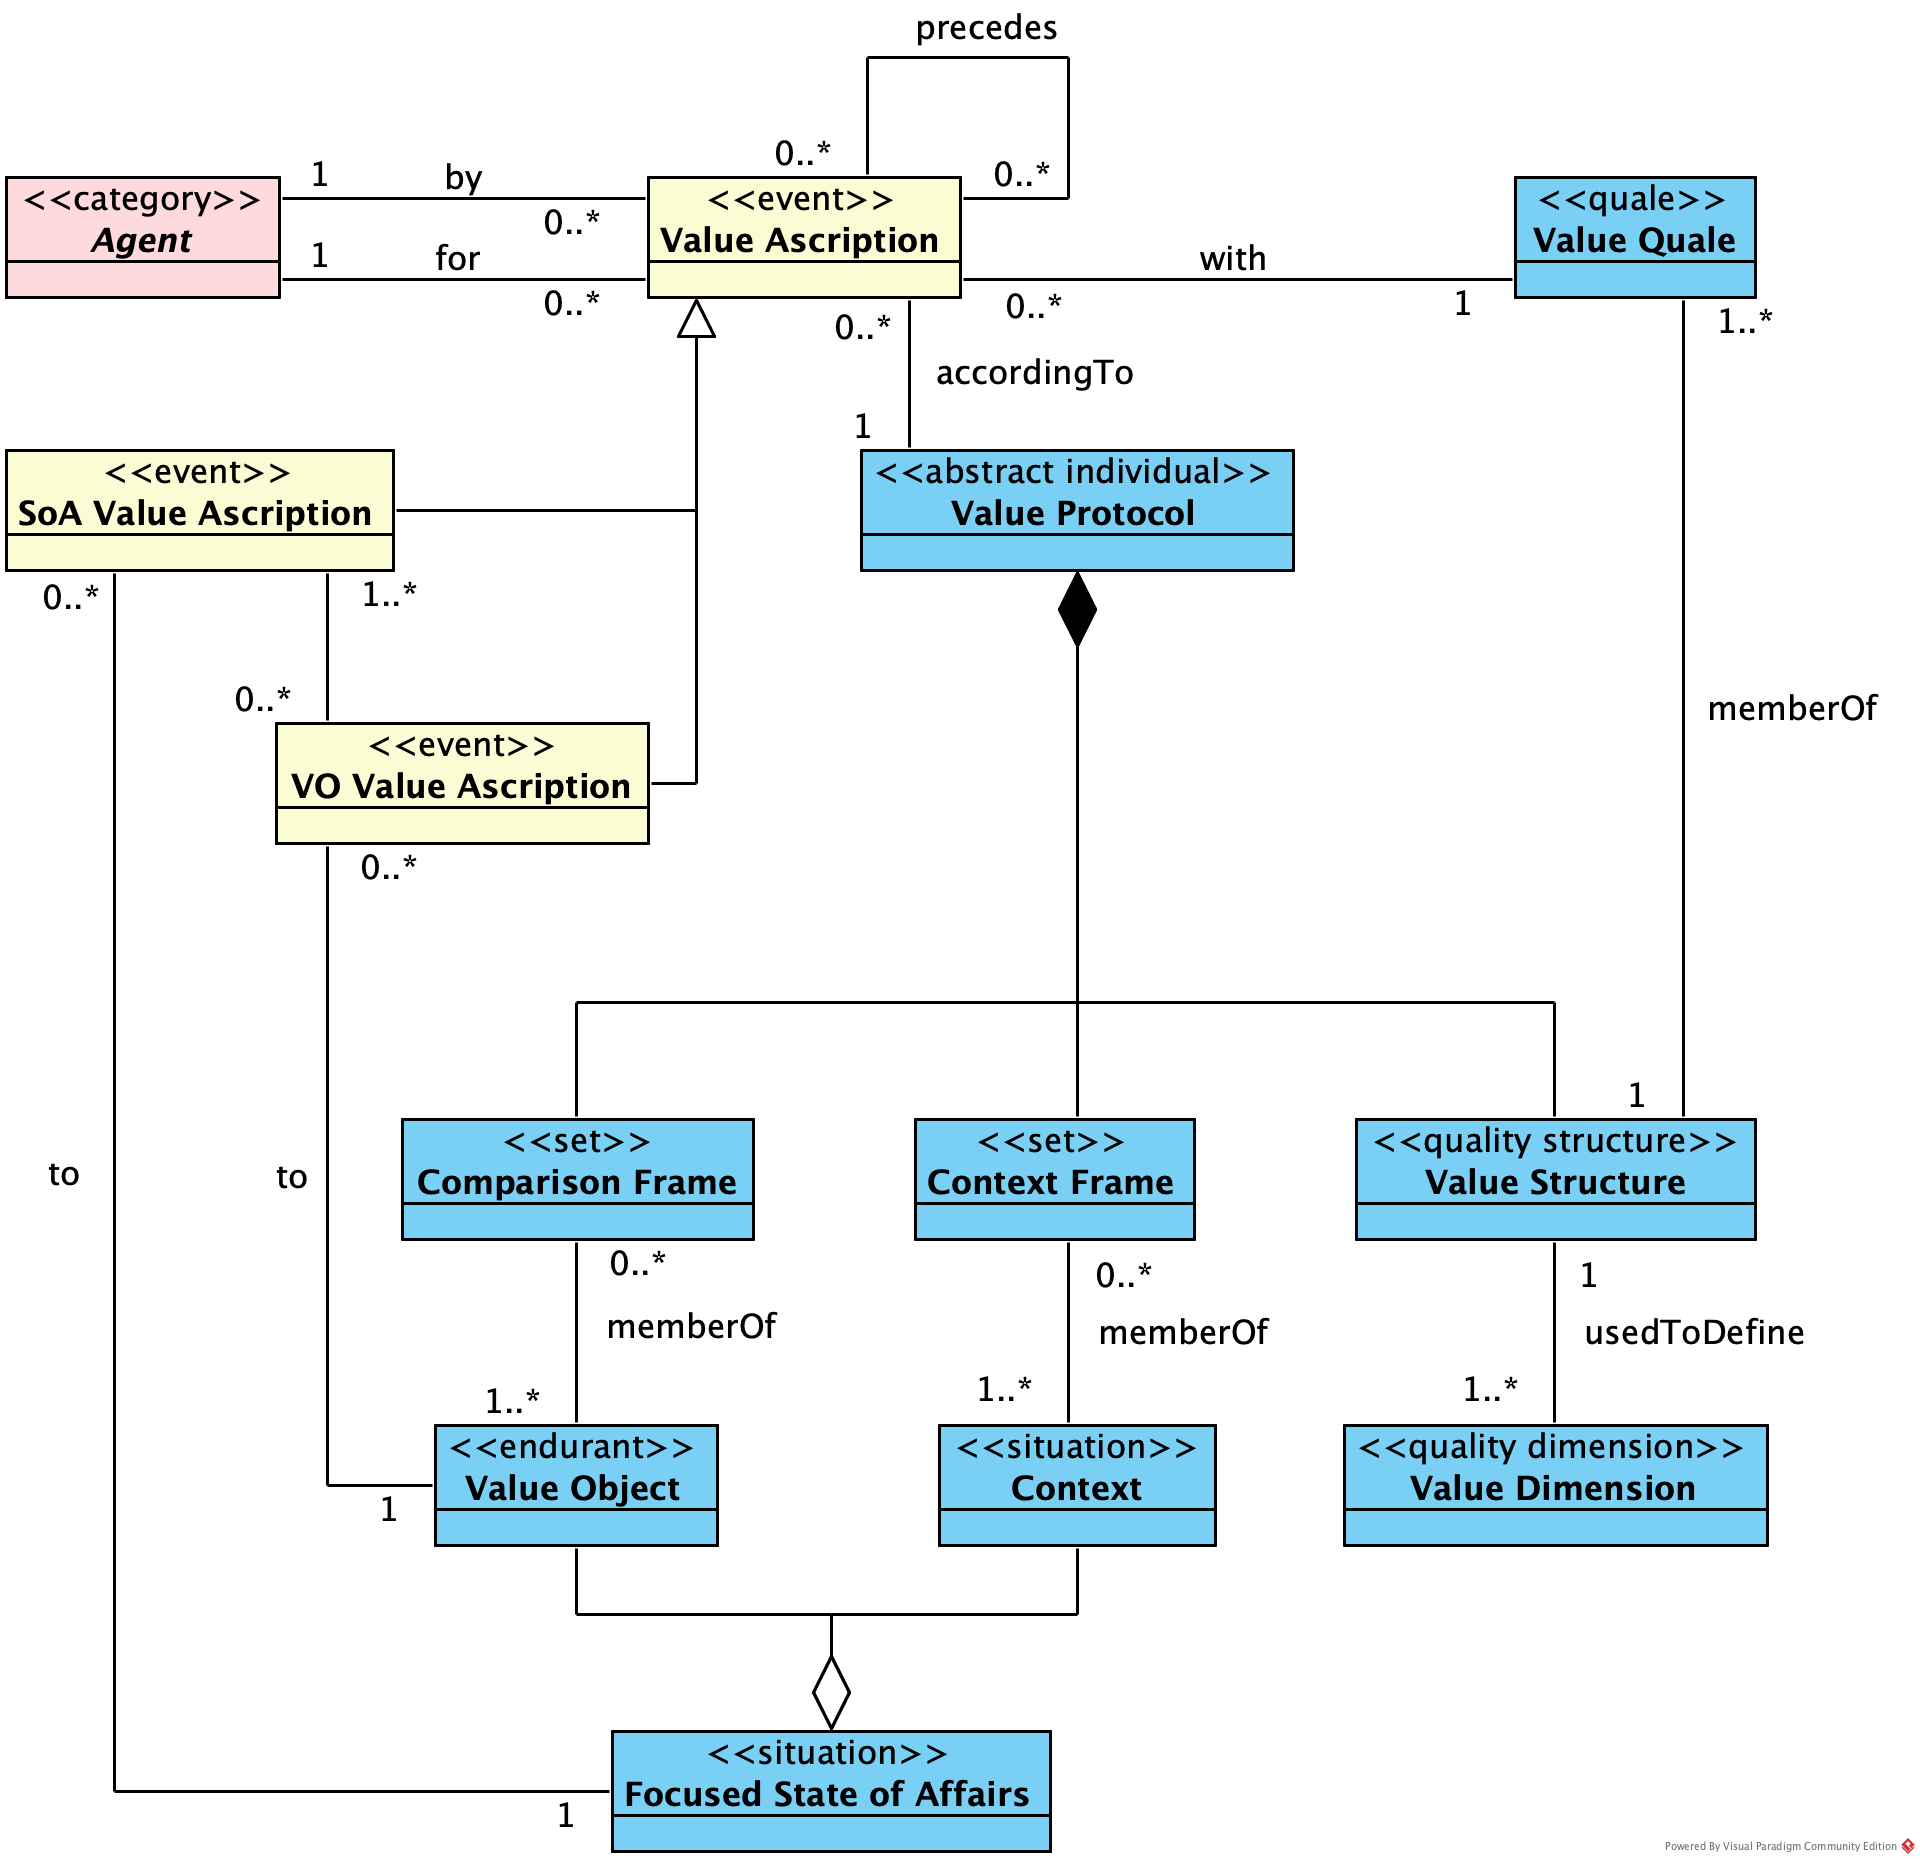 precedes
0..*
0..*
1
by
0..*
<<category>>
Agent
1
for
0..*
<<event>>
Value Ascription
with
0..*
1
<<quale>>
Value Quale
1..*
0..*
accordingTo
1
<<event>>
SoA Value Ascription
<<abstract individual>>
Value Protocol
0..*
1..*
0..*
memberOf
<<event>>
VO Value Ascription
0..*
1
to
to
<<set>>
Comparison Frame
<<set>>
Context Frame
<<quality structure>>
Value Structure
0..*
0..*
1
memberOf
memberOf
usedToDefine
1..*
1..*
1..*
<<endurant>>
Value Object
<<situation>>
Context
<<quality dimension>>
Value Dimension
1
<<situation>>
Focused State of Affairs
1
Powered By Visual Paradigm Community Edition